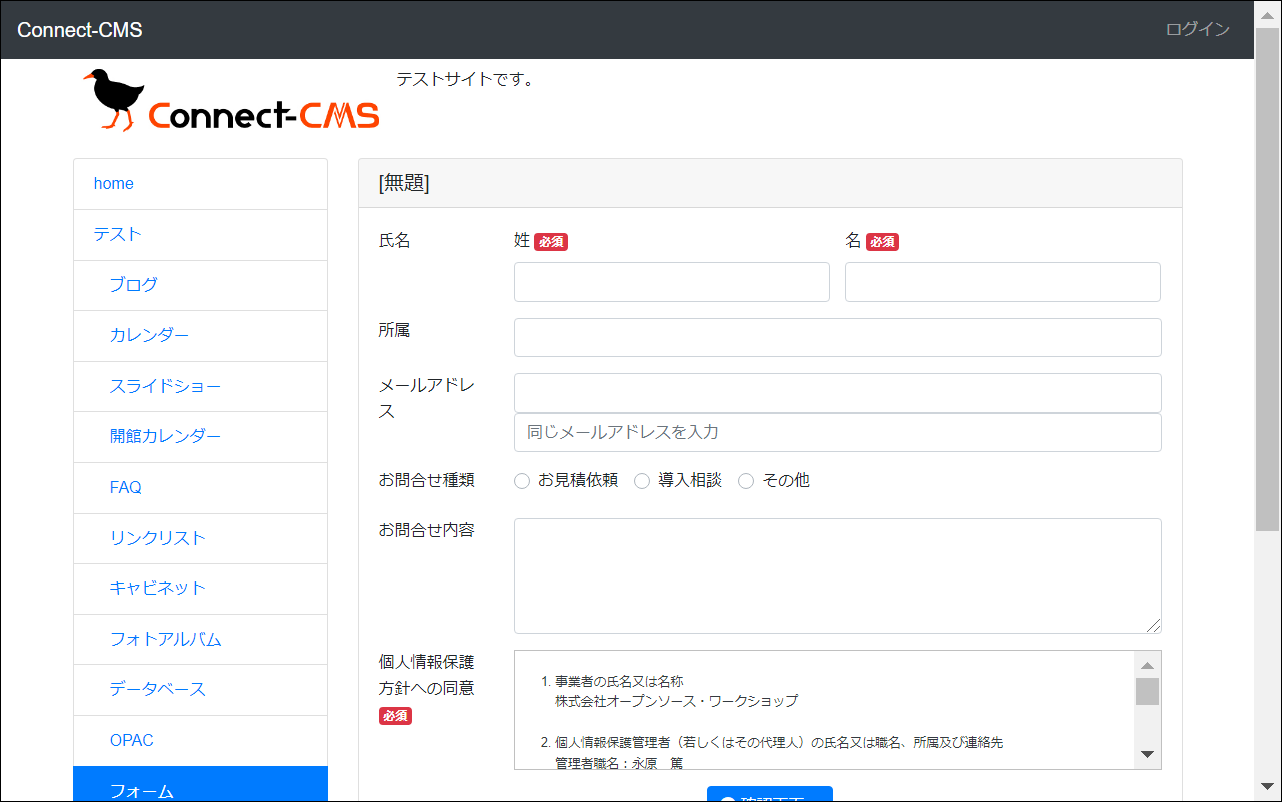 Connect-CMS
ログイン
Connect-CMS
テストサイトです。
home
テスト
ブログ
カレンダー
スライドショー
開館カレンダー
FAQ
リンクリスト
キャビネット
フォトアルバム
データベース
OPAC
フォーム
[無題]
氏名
姓 必須
名 必須
所属
メールアドレ
ス
同じメールアドレスを入力
お問合せ種類
お見積依頼
導入相談
その他
お問合せ内容
個人情報保護
方針への同意
必須
1. 事業者の氏名又は名称
株式会社オープンソース・ワークショップ
2. 個人情報保護管理者（若しくはその代理人）の氏名又は職名、所属及び連絡先
管理者職名：永原　篤
確認画面へ